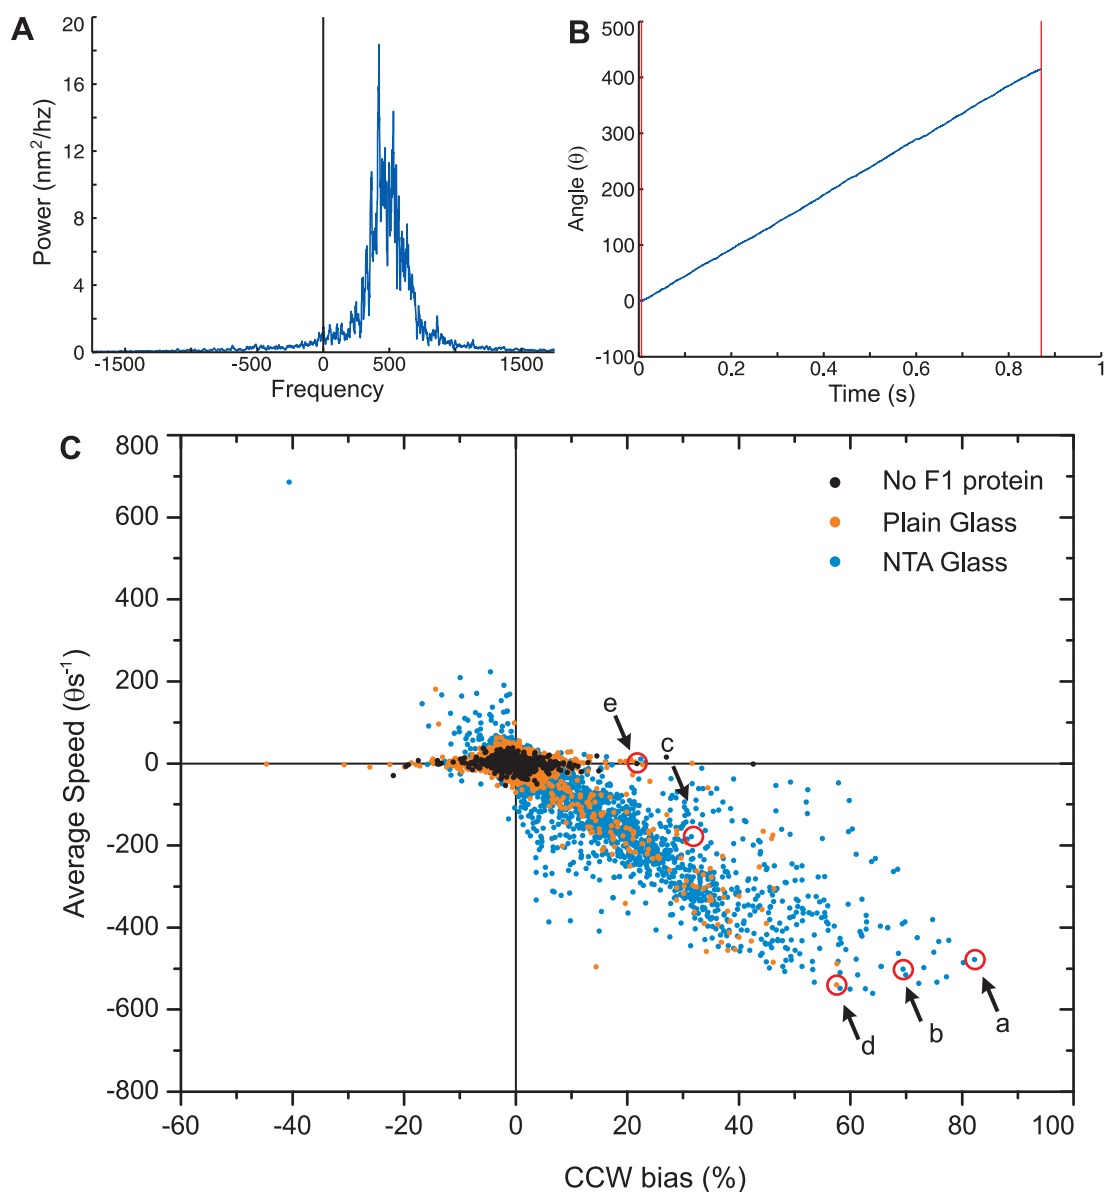 A
20
16
12
8
4
0
Power (nm²/hz)
-1500
-500
0
500
1500
Frequency
B
500
400
300
200
100
0
-100
Angle (θ)
0
0.2
0.4
0.6
0.8
1
Time (s)
C
800
600
400
200
0
-200
-400
-600
-800
Average Speed (θs⁻¹)
No F1 protein
Plain Glass
NTA Glass
e
c
d
b
a
-60
-40
-20
0
20
40
60
80
100
CCW bias (%)